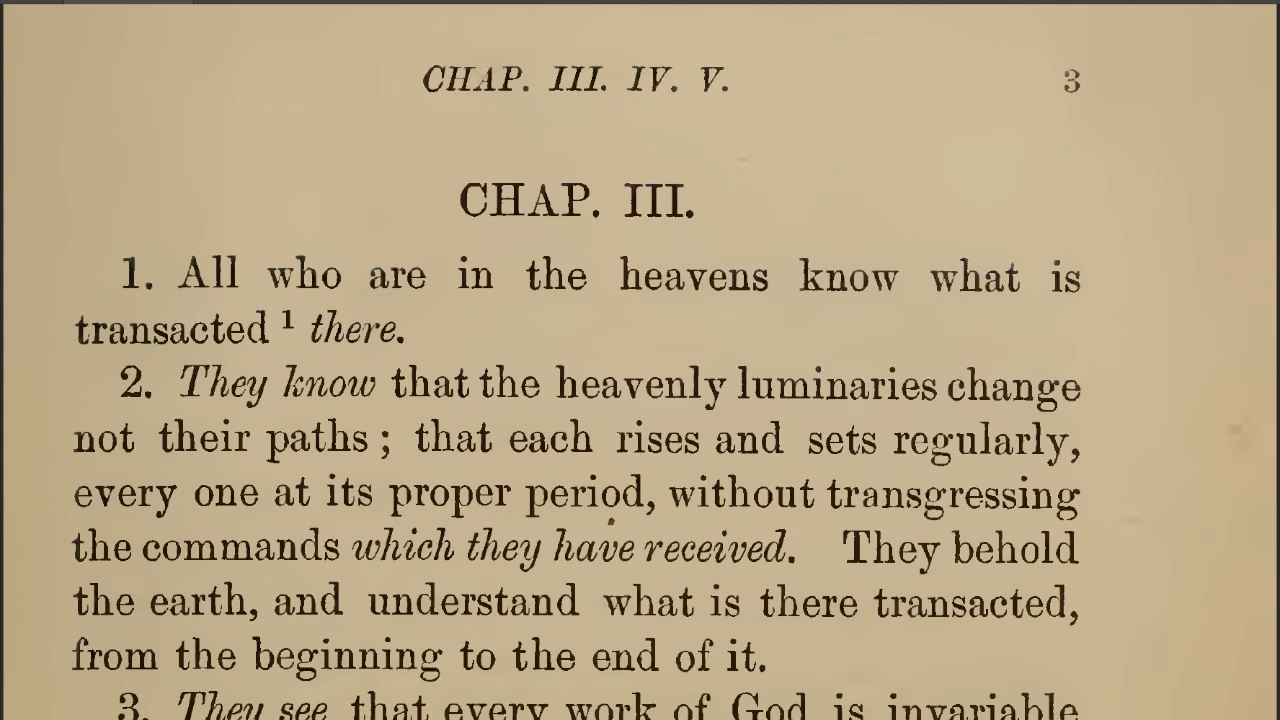 CHAP. III. IV. V. 3
CHAP. III.
1. All who are in the heavens know what is
transacted ¹ there.
2. They know that the heavenly luminaries change
not their paths ; that each rises and sets regularly,
every one at its proper period, without transgressing
the commands which they have received. They behold
the earth, and understand what is there transacted,
from the beginning to the end of it.
3. They see that every work of God is invariable